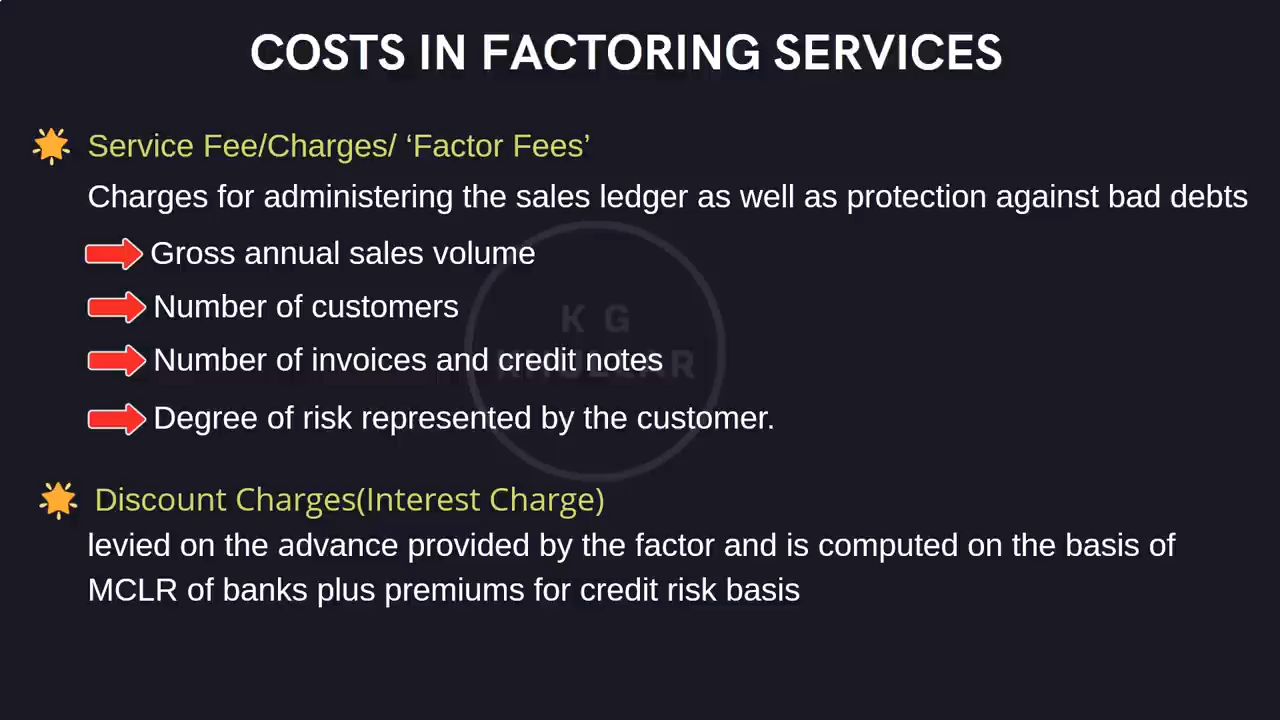 COSTS IN FACTORING SERVICES
Service Fee/Charges/ ‘Factor Fees’
Charges for administering the sales ledger as well as protection against bad debts
Gross annual sales volume
Number of customers
Number of invoices and credit notes
Degree of risk represented by the customer.
Discount Charges(Interest Charge)
levied on the advance provided by the factor and is computed on the basis of
MCLR of banks plus premiums for credit risk basis
K G